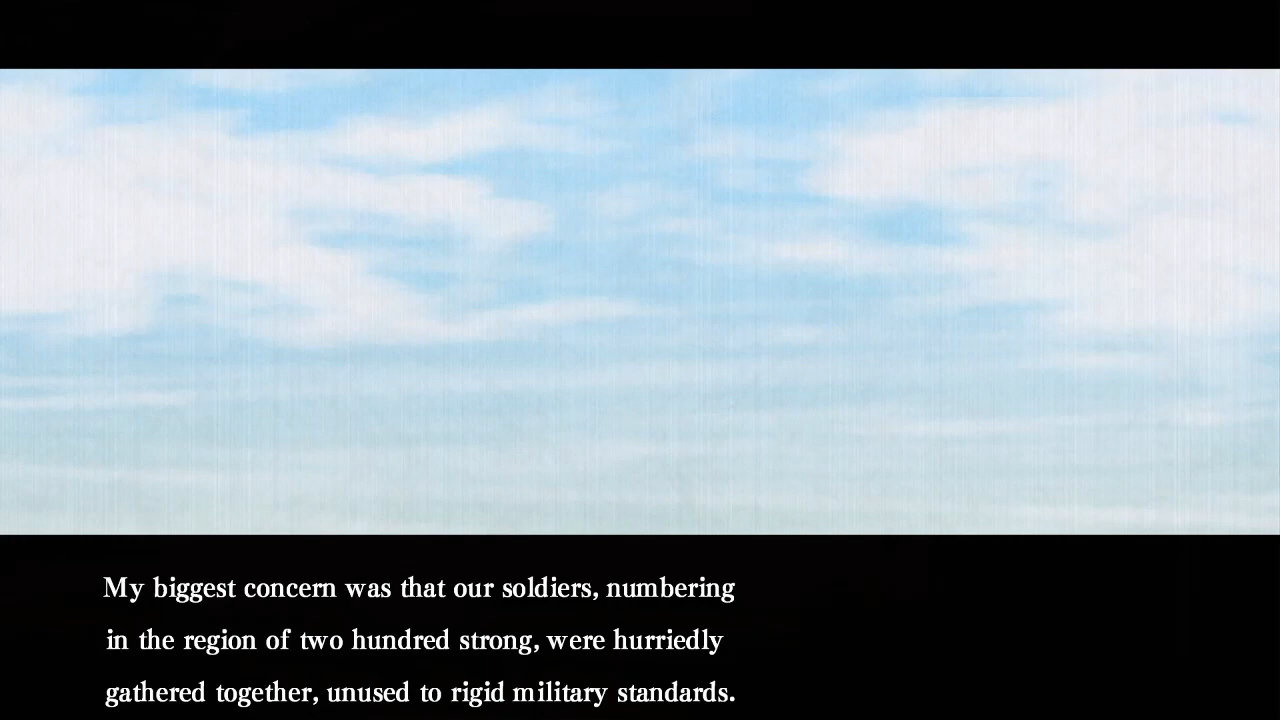 My biggest concern was that our soldiers, numbering
in the region of two hundred strong, were hurriedly
gathered together, unused to rigid military standards.